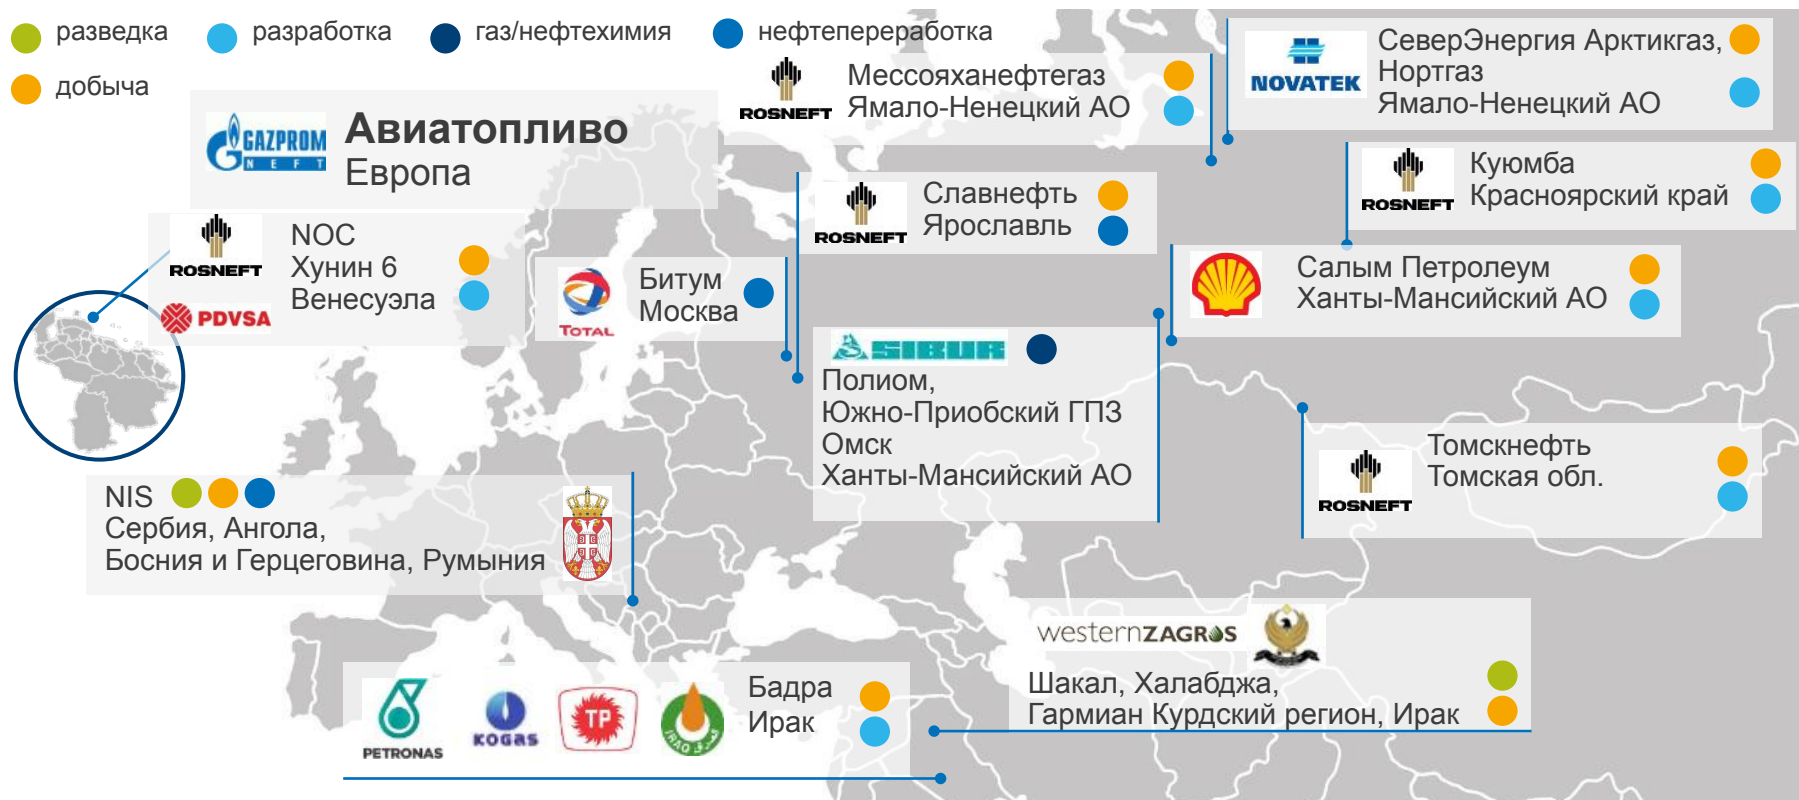 разведка
разработка
газ/нефтехимия
нефтепереработка
добыча
GAZPROM
NEFT
Авиатопливо
Европа
ROSNEFT
Мессояханефтегаз
Ямало-Ненецкий АО
NOVATEK
СеверЭнергия Арктикгаз,
Нортгаз
Ямало-Ненецкий АО
ROSNEFT
Славнефть
Ярославль
ROSNEFT
Куюмба
Красноярский край
ROSNEFT
PDVSA
NOC
Хунин 6
Венесуэла
TOTAL
Битум
Москва
Салым Петролеум
Ханты-Мансийский АО
SIBUR
Полиом,
Южно-Приобский ГПЗ
Омск
Ханты-Мансийский АО
ROSNEFT
Томскнефть
Томская обл.
NIS
Сербия, Ангола,
Босния и Герцеговина, Румыния
westernZAGROS
Шакал, Халабджа,
Гармиан Курдский регион, Ирак
PETRONAS
KOGAS
TP
IRAQ
Бадра
Ирак